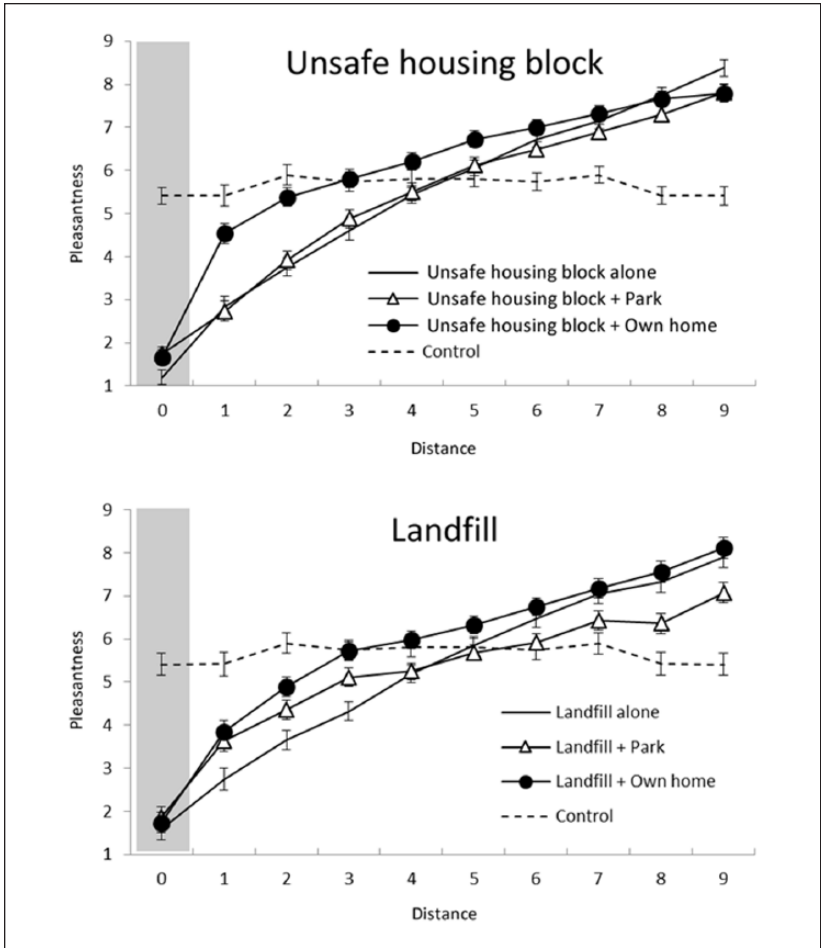 Unsafe housing block
9
8
7
6
5
4
3
2
1
Pleasantness
Unsafe housing block alone
Unsafe housing block + Park
Unsafe housing block + Own home
Control
0 1 2 3 4 5 6 7 8 9
Distance
Landfill
9
8
7
6
5
4
3
2
1
Pleasantness
Landfill alone
Landfill + Park
Landfill + Own home
Control
0 1 2 3 4 5 6 7 8 9
Distance